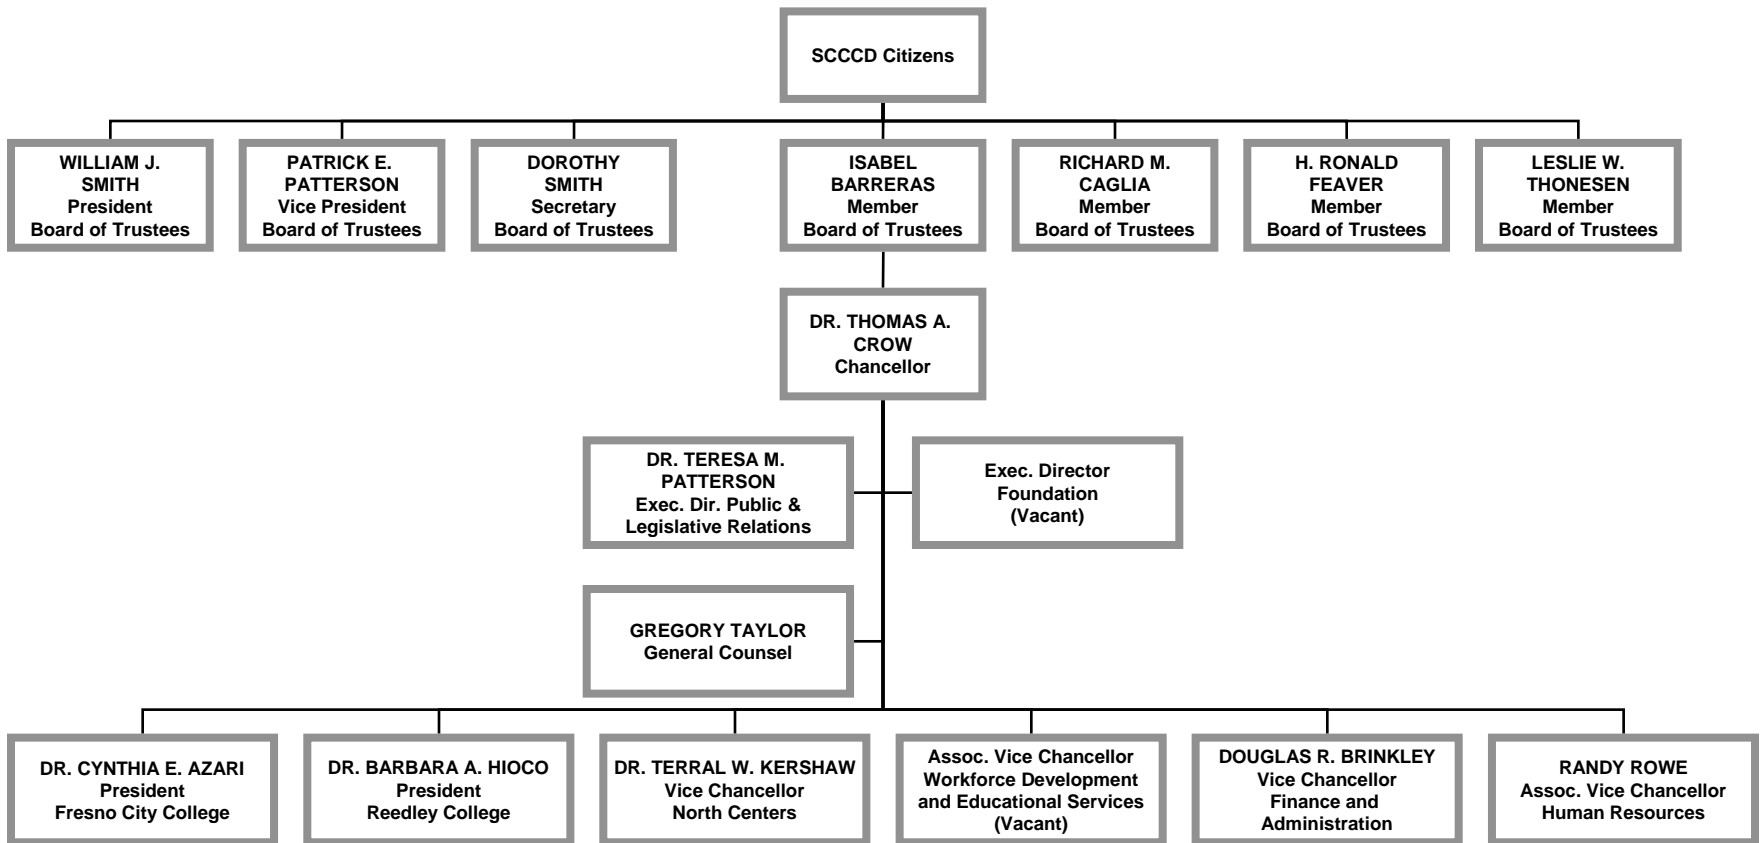 SCCCD Citizens
WILLIAM J.
SMITH
President
Board of Trustees
PATRICK E.
PATTERSON
Vice President
Board of Trustees
DOROTHY
SMITH
Secretary
Board of Trustees
ISABEL
BARRERAS
Member
Board of Trustees
RICHARD M.
CAGLIA
Member
Board of Trustees
H. RONALD
FEAVER
Member
Board of Trustees
LESLIE W.
THONESEN
Member
Board of Trustees
DR. THOMAS A.
CROW
Chancellor
DR. TERESA M.
PATTERSON
Exec. Dir. Public &
Legislative Relations
Exec. Director
Foundation
(Vacant)
GREGORY TAYLOR
General Counsel
DR. CYNTHIA E. AZARI
President
Fresno City College
DR. BARBARA A. HIOCO
President
Reedley College
DR. TERRAL W. KERSHAW
Vice Chancellor
North Centers
Assoc. Vice Chancellor
Workforce Development
and Educational Services
(Vacant)
DOUGLAS R. BRINKLEY
Vice Chancellor
Finance and
Administration
RANDY ROWE
Assoc. Vice Chancellor
Human Resources